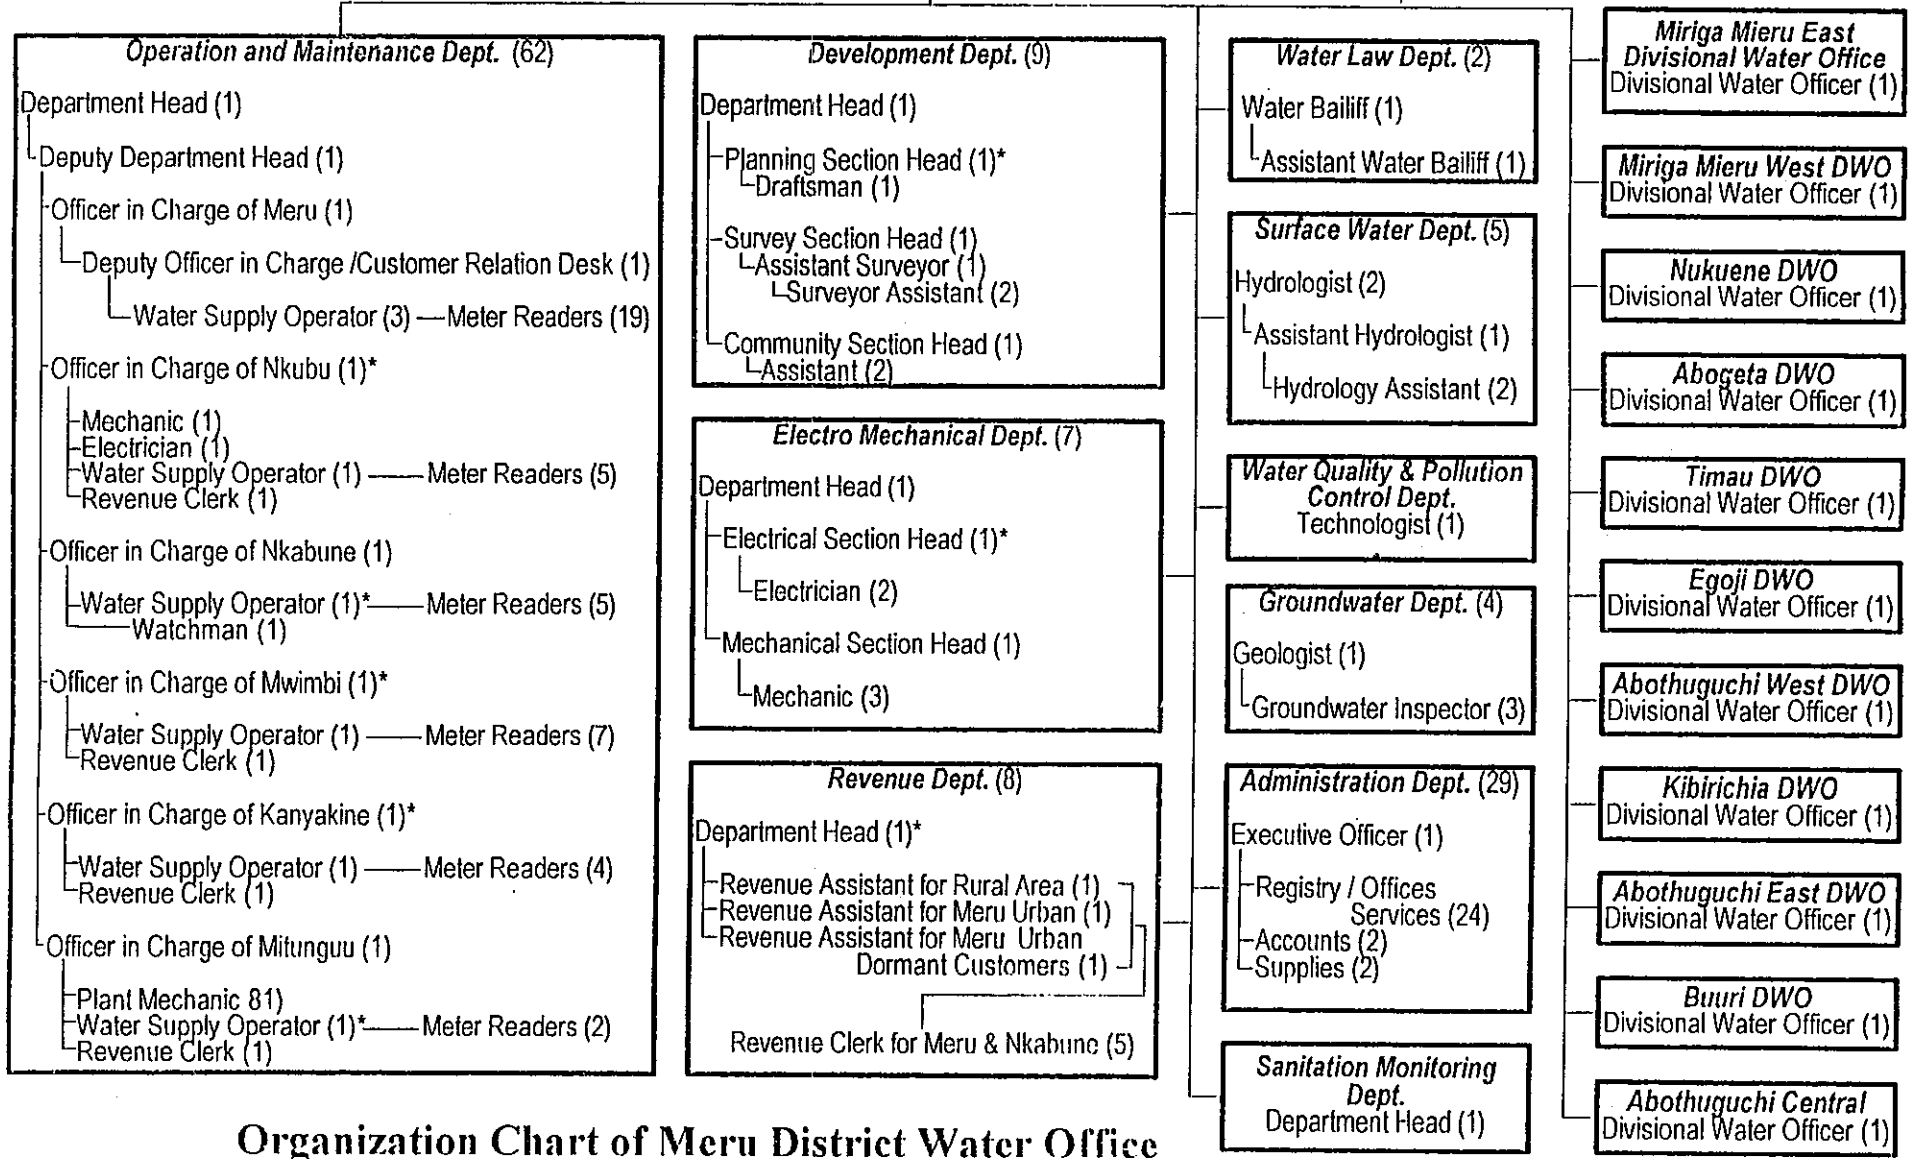 Operation and Maintenance Dept. (62)
Department Head (1)
Deputy Department Head (1)
Officer in Charge of Meru (1)
Deputy Officer in Charge /Customer Relation Desk (1)
Water Supply Operator (3) — Meter Readers (19)
Officer in Charge of Nkubu (1)*
Mechanic (1)
Electrician (1)
Water Supply Operator (1) — Meter Readers (5)
Revenue Clerk (1)
Officer in Charge of Nkabune (1)
Water Supply Operator (1)* — Meter Readers (5)
Watchman (1)
Officer in Charge of Mwimbi (1)*
Water Supply Operator (1) — Meter Readers (7)
Revenue Clerk (1)
Officer in Charge of Kanyakine (1)*
Water Supply Operator (1) — Meter Readers (4)
Revenue Clerk (1)
Officer in Charge of Mitunguu (1)
Plant Mechanic 81)
Water Supply Operator (1)* — Meter Readers (2)
Revenue Clerk (1)
Development Dept. (9)
Department Head (1)
Planning Section Head (1)*
Draftsman (1)
Survey Section Head (1)
Assistant Surveyor (1)
Surveyor Assistant (2)
Community Section Head (1)
Assistant (2)
Electro Mechanical Dept. (7)
Department Head (1)
Electrical Section Head (1)*
Electrician (2)
Mechanical Section Head (1)
Mechanic (3)
Revenue Dept. (8)
Department Head (1)*
Revenue Assistant for Rural Area (1)
Revenue Assistant for Meru Urban (1)
Revenue Assistant for Meru Urban
Dormant Customers (1)
Revenue Clerk for Meru & Nkabune (5)
Water Law Dept. (2)
Water Bailiff (1)
Assistant Water Bailiff (1)
Surface Water Dept. (5)
Hydrologist (2)
Assistant Hydrologist (1)
Hydrology Assistant (2)
Water Quality & Pollution
Control Dept.
Technologist (1)
Groundwater Dept. (4)
Geologist (1)
Groundwater Inspector (3)
Administration Dept. (29)
Executive Officer (1)
Registry / Offices
Services (24)
Accounts (2)
Supplies (2)
Sanitation Monitoring
Dept.
Department Head (1)
Miriga Mieru East
Divisional Water Office
Divisional Water Officer (1)
Miriga Mieru West DWO
Divisional Water Officer (1)
Nukuene DWO
Divisional Water Officer (1)
Abogeta DWO
Divisional Water Officer (1)
Timau DWO
Divisional Water Officer (1)
Egoji DWO
Divisional Water Officer (1)
Abothuguchi West DWO
Divisional Water Officer (1)
Kibirichia DWO
Divisional Water Officer (1)
Abothuguchi East DWO
Divisional Water Officer (1)
Buuri DWO
Divisional Water Officer (1)
Abothuguchi Central
Divisional Water Officer (1)
Organization Chart of Meru District Water Office